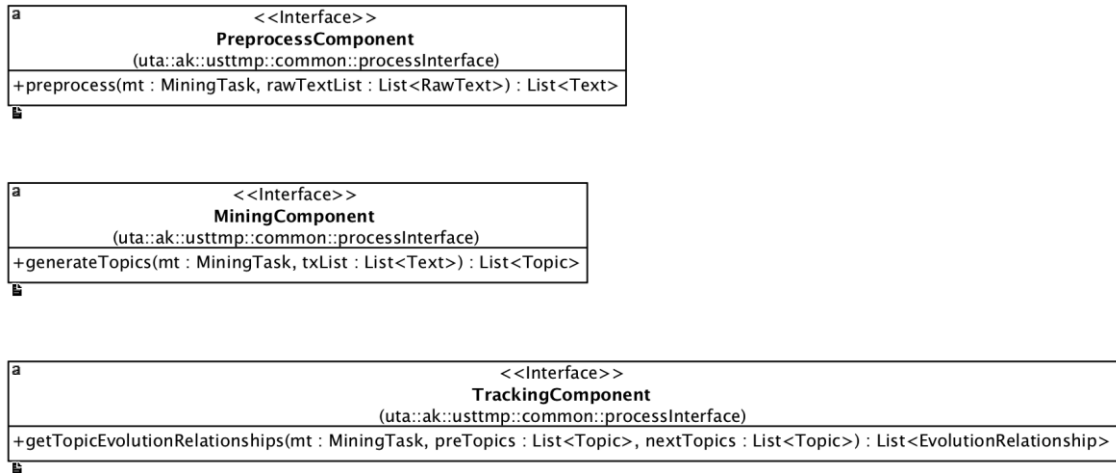 a
<<Interface>>
PreprocessComponent
(uta::ak::usttmp::common::processInterface)
+preprocess(mt : MiningTask, rawTextList : List<RawText>) : List<Text>
a
<<Interface>>
MiningComponent
(uta::ak::usttmp::common::processInterface)
+generateTopics(mt : MiningTask, txList : List<Text>) : List<Topic>
a
<<Interface>>
TrackingComponent
(uta::ak::usttmp::common::processInterface)
+getTopicEvolutionRelationships(mt : MiningTask, preTopics : List<Topic>, nextTopics : List<Topic>) : List<EvolutionRelationship>